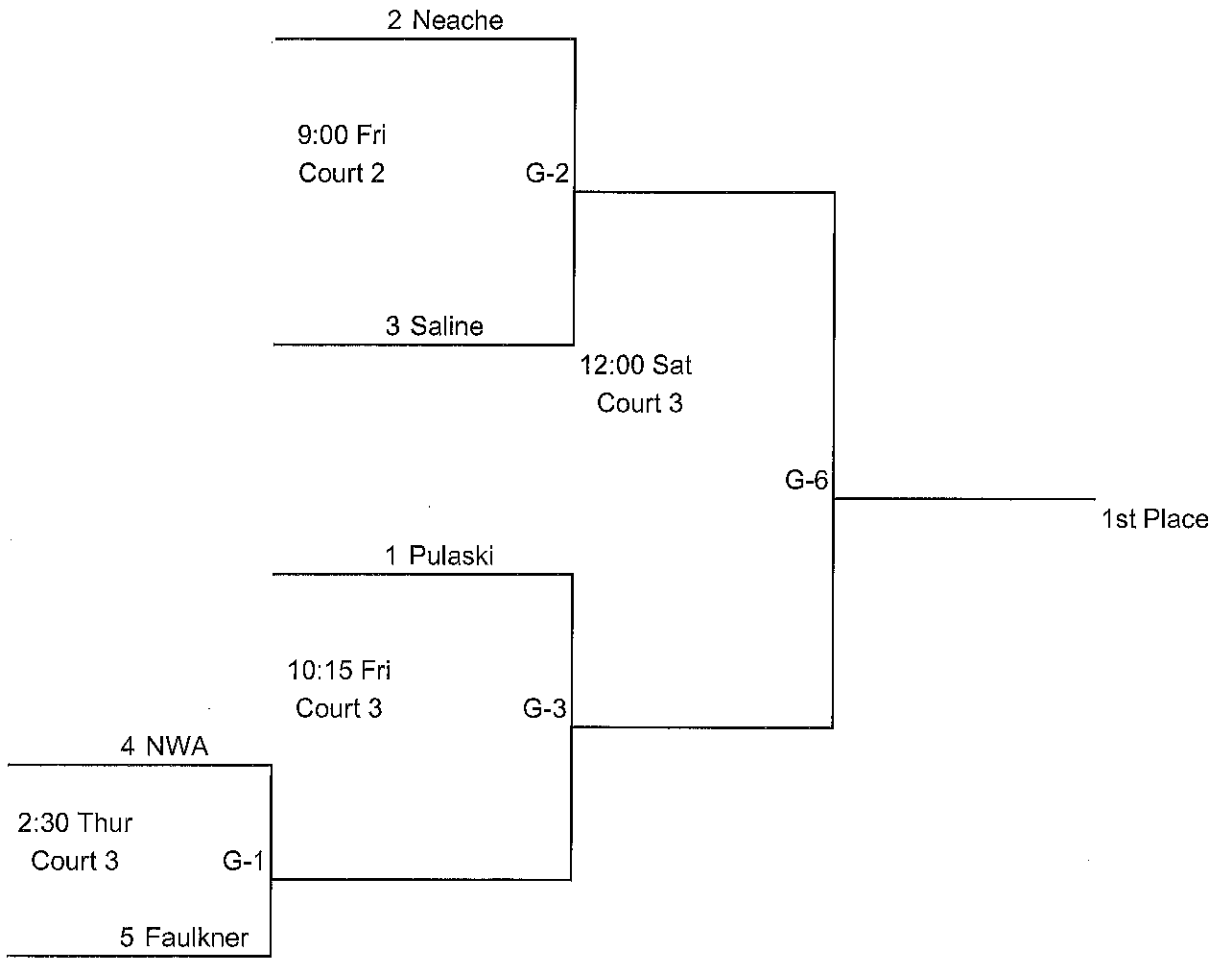 2 Neache
9:00 Fri
Court 2
G-2
3 Saline
12:00 Sat
Court 3
G-6
1st Place
1 Pulaski
10:15 Fri
Court 3
G-3
4 NWA
2:30 Thur
Court 3
G-1
5 Faulkner